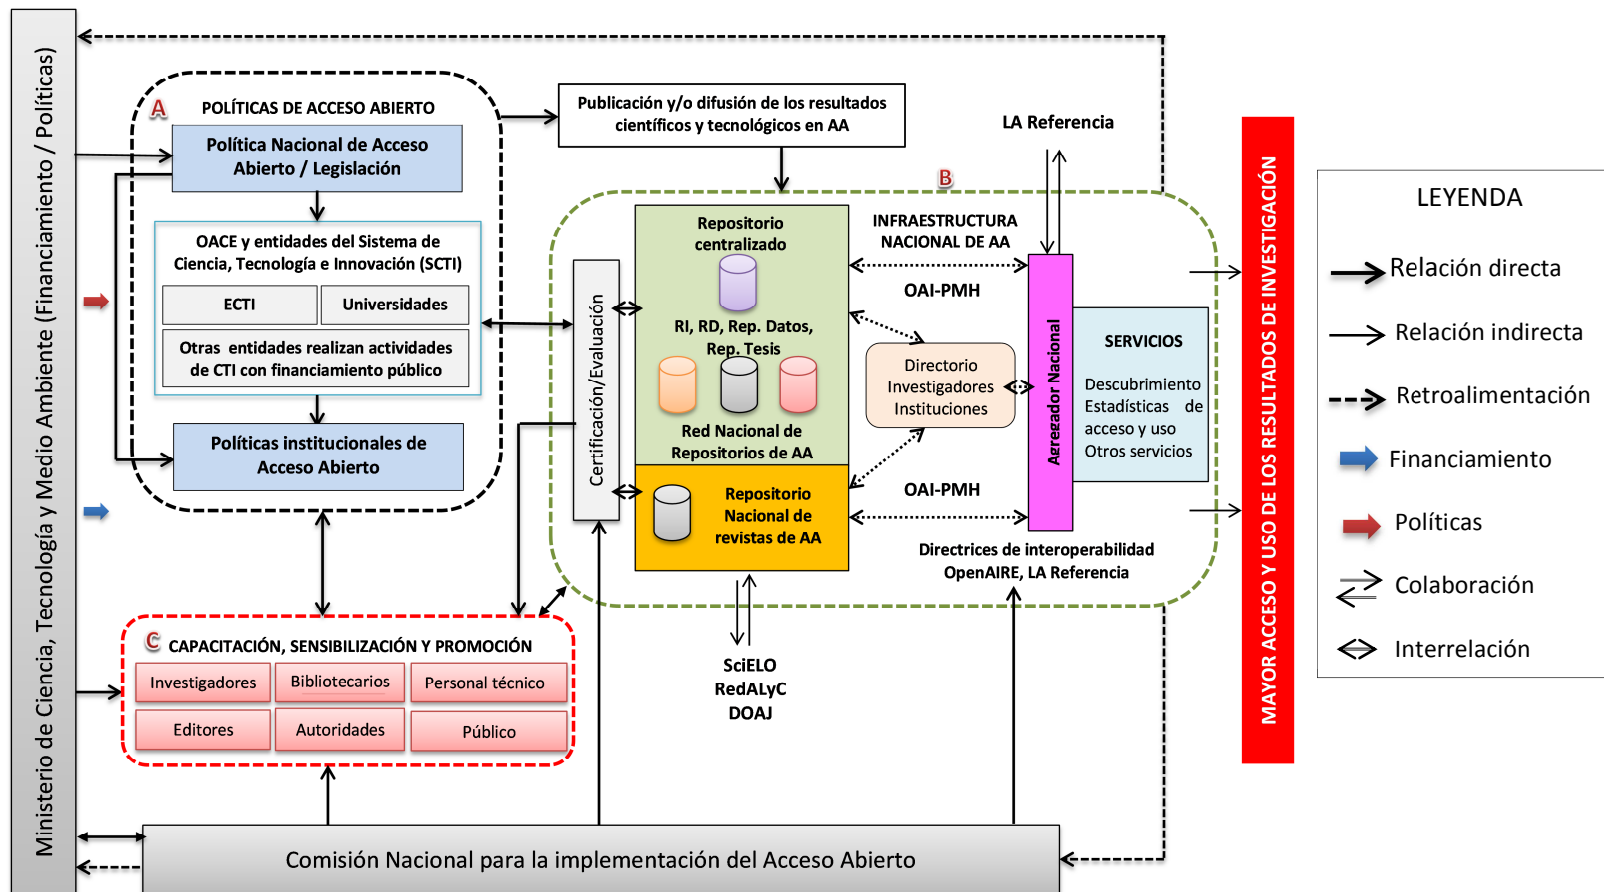 Ministerio de Ciencia, Tecnología y Medio Ambiente (Financiamiento / Políticas)
A
POLÍTICAS DE ACCESO ABIERTO
Política Nacional de Acceso
Abierto / Legislación
OACE y entidades del Sistema de
Ciencia, Tecnología e Innovación (SCTI)
ECTI
Universidades
Otras entidades realizan actividades
de CTI con financiamiento público
Políticas institucionales de
Acceso Abierto
Publicación y/o difusión de los resultados
científicos y tecnológicos en AA
LA Referencia
B
Certificación/Evaluación
Repositorio
centralizado
RI, RD, Rep. Datos,
Rep. Tesis
Red Nacional de
Repositorios de AA
Repositorio
Nacional de
revistas de AA
INFRAESTRUCTURA
NACIONAL DE AA
OAI-PMH
Directorio
Investigadores
Instituciones
OAI-PMH
Agregador Nacional
SERVICIOS
Descubrimiento
Estadísticas de
acceso y uso
Otros servicios
Directrices de interoperabilidad
OpenAIRE, LA Referencia
SciELO
RedALyC
DOAJ
C
CAPACITACIÓN, SENSIBILIZACIÓN Y PROMOCIÓN
Investigadores
Bibliotecarios
Personal técnico
Editores
Autoridades
Público
Comisión Nacional para la implementación del Acceso Abierto
MAYOR ACCESO Y USO DE LOS RESULTADOS DE INVESTIGACIÓN
LEYENDA
Relación directa
Relación indirecta
Retroalimentación
Financiamiento
Políticas
Colaboración
Interrelación